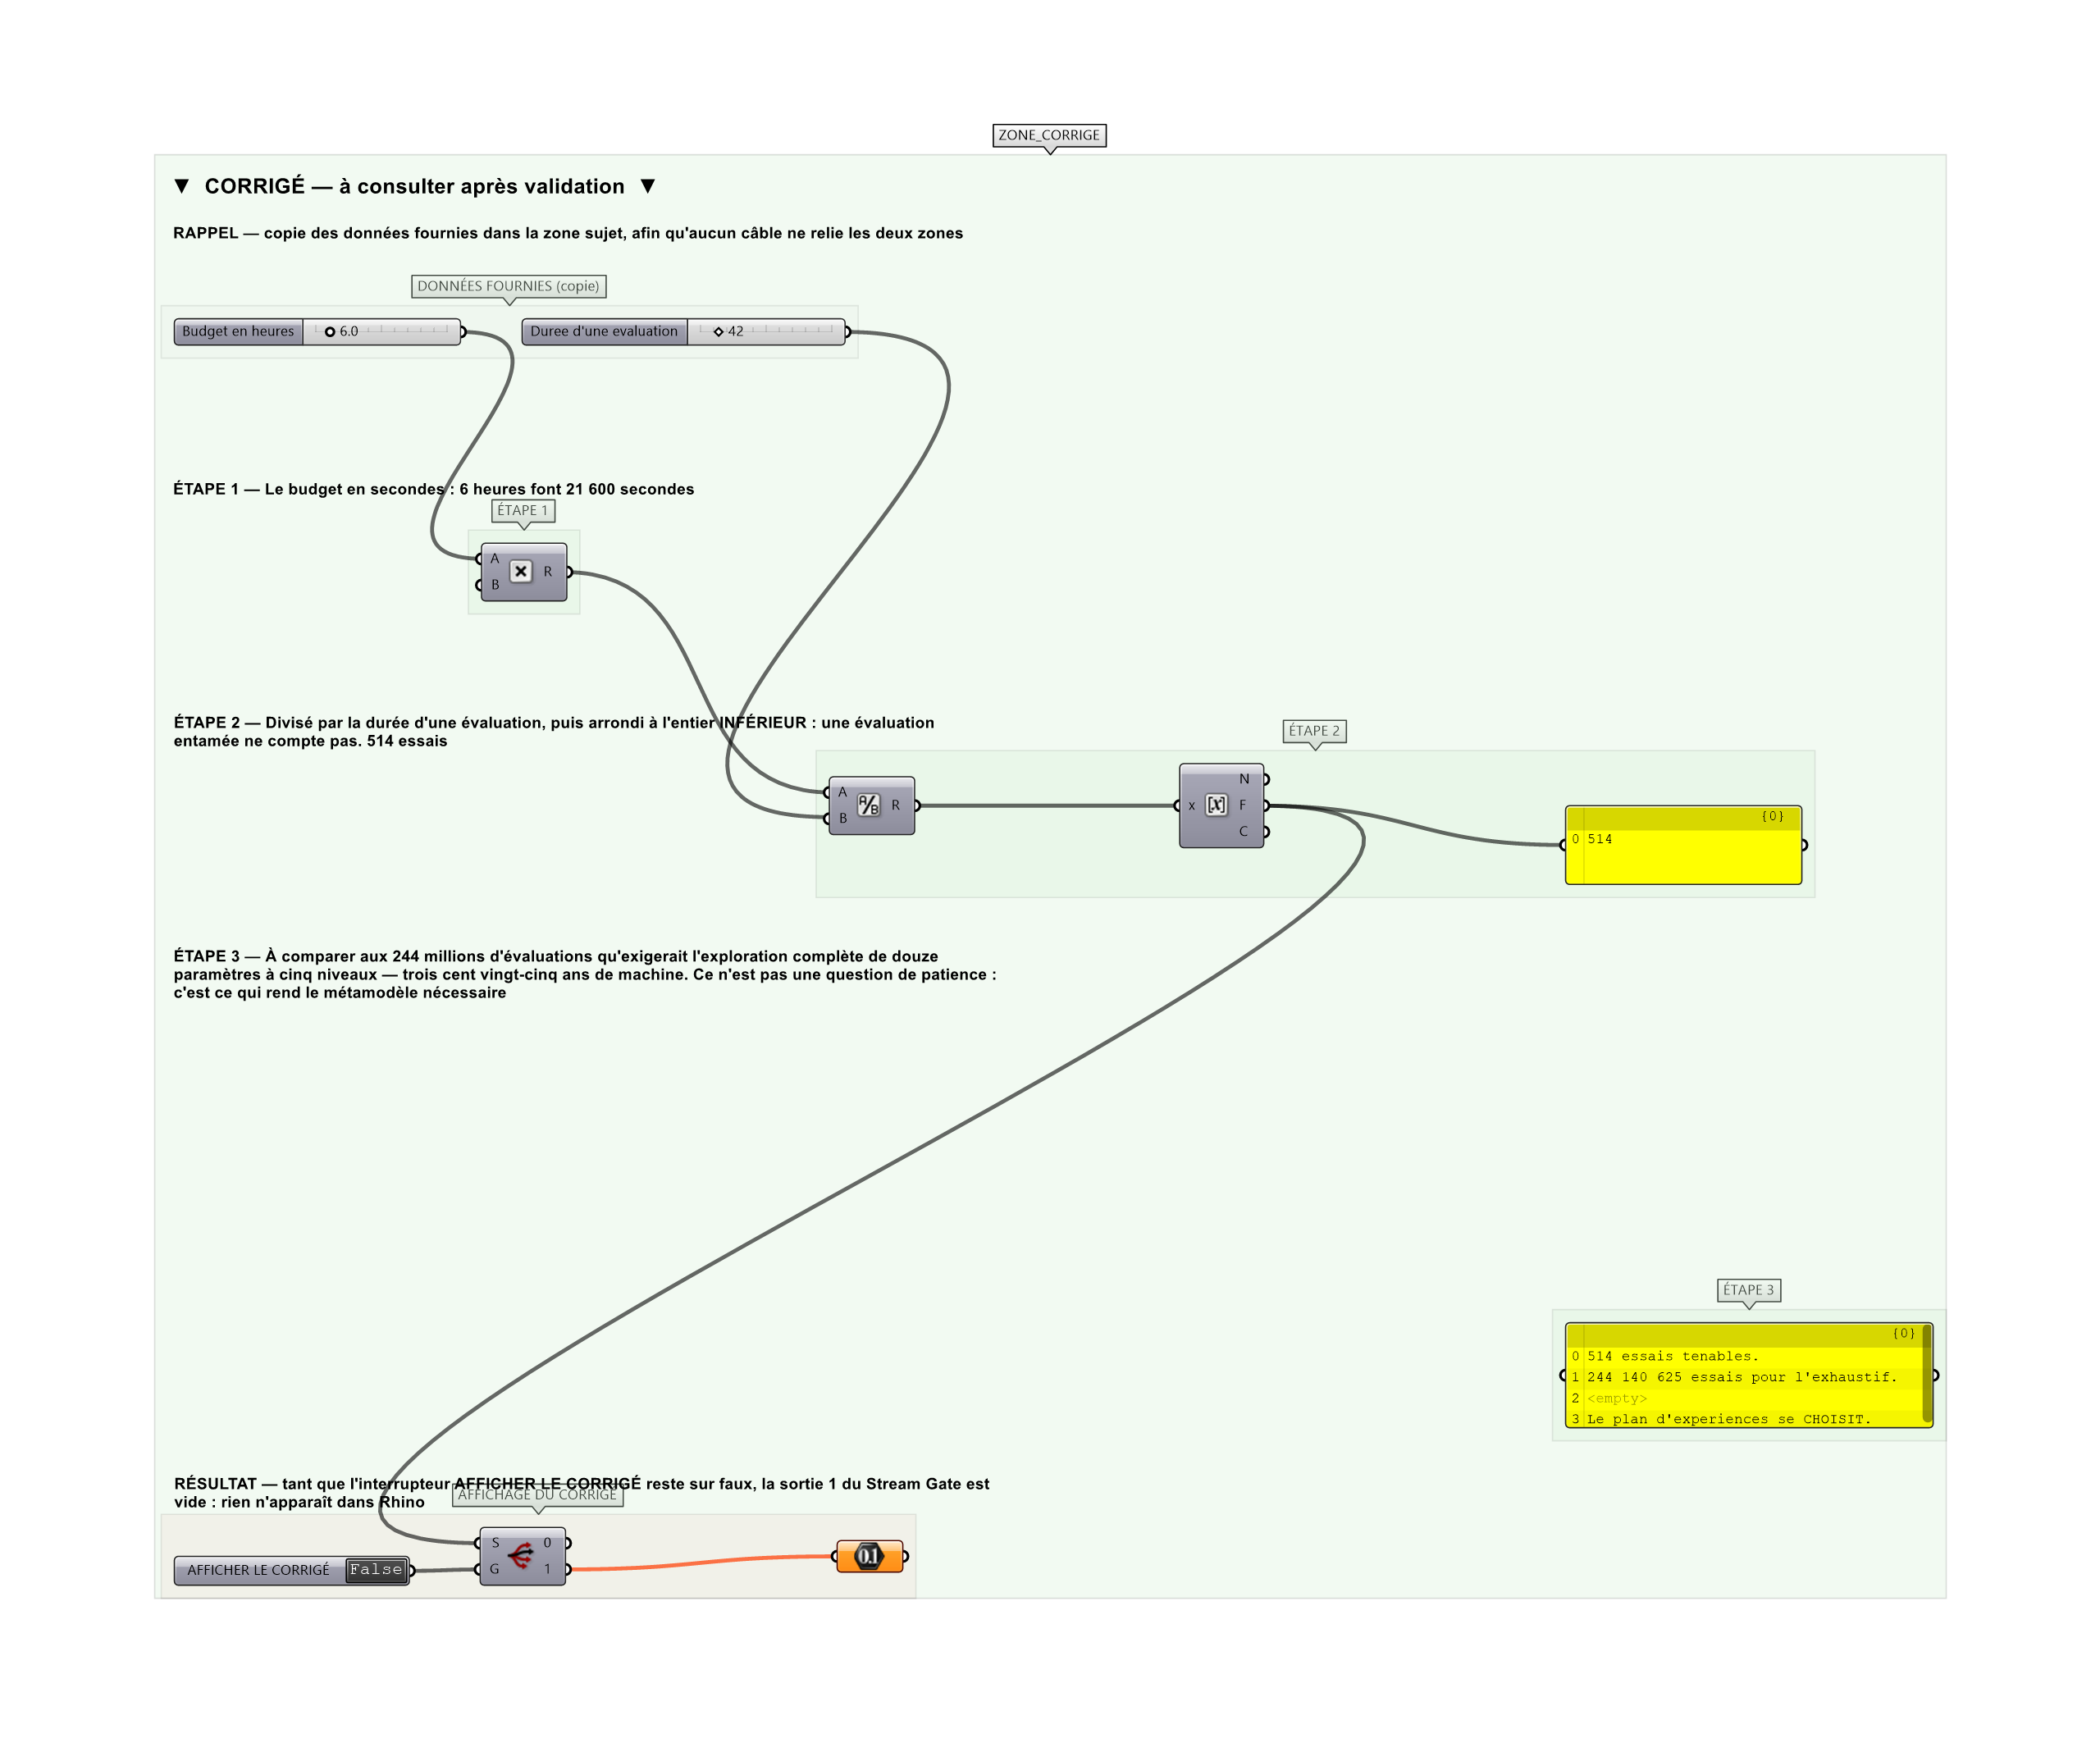 ZONE_CORRIGE
▼ CORRIGÉ — à consulter après validation ▼
RAPPEL — copie des données fournies dans la zone sujet, afin qu'aucun câble ne relie les deux zones
DONNÉES FOURNIES (copie)
Budget en heures 6.0
Duree d'une evaluation 42
ÉTAPE 1 — Le budget en secondes : 6 heures font 21 600 secondes
ÉTAPE 1
A
B
R
ÉTAPE 2 — Divisé par la durée d'une évaluation, puis arrondi à l'entier INFÉRIEUR : une évaluation
entamée ne compte pas. 514 essais
ÉTAPE 2
A
B
A/B
R
x
[x]
N
F
C
{0}
0 514
ÉTAPE 3 — À comparer aux 244 millions d'évaluations qu'exigerait l'exploration complète de douze
paramètres à cinq niveaux — trois cent vingt-cinq ans de machine. Ce n'est pas une question de patience :
c'est ce qui rend le métamodèle nécessaire
ÉTAPE 3
{0}
0 514 essais tenables.
1 244 140 625 essais pour l'exhaustif.
2 <empty>
3 Le plan d'experiences se CHOISIT.
RÉSULTAT — tant que l'interrupteur AFFICHER LE CORRIGÉ reste sur faux, la sortie 1 du Stream Gate est
vide : rien n'apparaît dans Rhino
AFFICHAGE DU CORRIGÉ
AFFICHER LE CORRIGÉ False
S
G
0
1
0.1